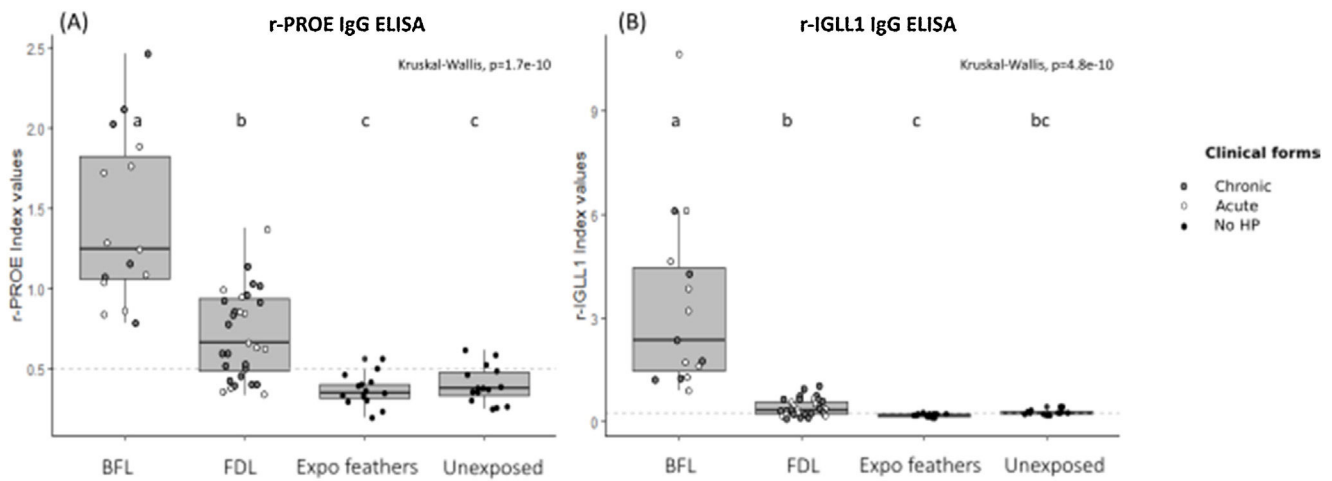 (A)
r-PROE IgG ELISA
Kruskal-Wallis, p=1.7e-10
r-PROE Index values
2.5
2.0
1.5
1.0
0.5
a b c c
BFL FDL Expo feathers Unexposed
(B)
r-IGLL1 IgG ELISA
Kruskal-Wallis, p=4.8e-10
r-IGLL1 Index values
9
6
3
0
a b c bc
BFL FDL Expo feathers Unexposed
Clinical forms
Chronic
Acute
No HP